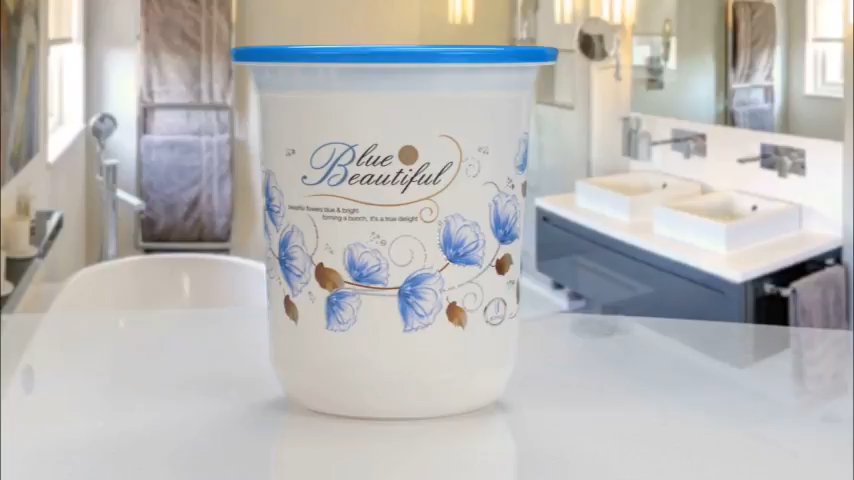 Blue
Beautiful
beautiful flowers blue & bright
forming a bunch, it's a true delight